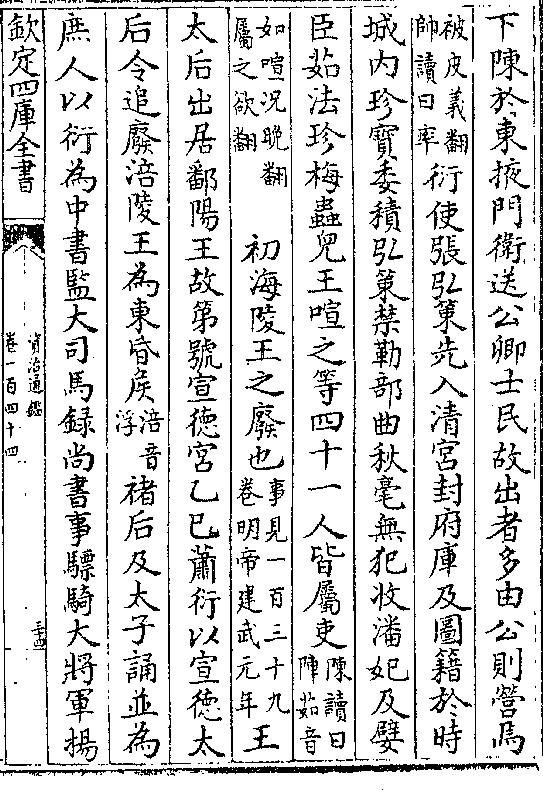 下陳於東掖門衛送公卿士民故出者多由公則營焉
被皮義翻
帥讀曰率
衍使張弘策先入清宮封府庫及圖籍於時
城内珍寶委積弘策禁勒部曲秋毫無犯收潘妃及嬖
臣茹法珍梅蟲兒王咺之等四十一人皆屬吏
陳讀曰
陣茹音
如咺況晚翻
屬之欲翻
初海陵王之廢也
事見一百三十九
卷明帝建武元年
王
太后出居鄱陽王故第號宣徳宮乙巳蕭衍以宣徳太
后令追廢涪陵王為東昏侯
涪音
浮
褚后及太子誦並為
庶人以衍為中書監大司馬録尚書事驃騎大將軍揚
欽定四庫全書
資治通鑑
卷一百四十四
三十四